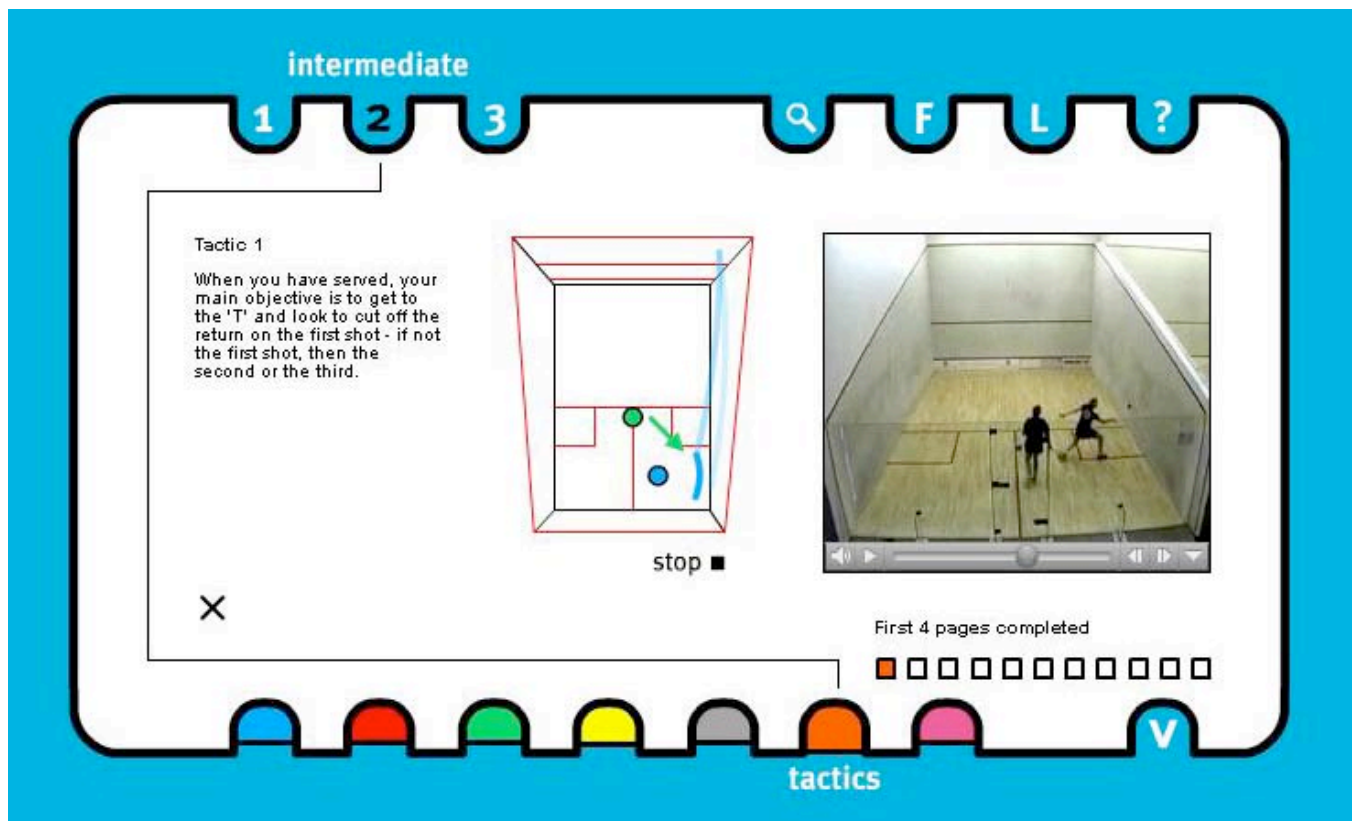 intermediate
1 2 3 F L ?
Tactic 1
When you have served, your
main objective is to get to
the 'T' and look to cut off the
return on the first shot - if not
the first shot, then the
second or the third.
stop
First 4 pages completed
V
tactics